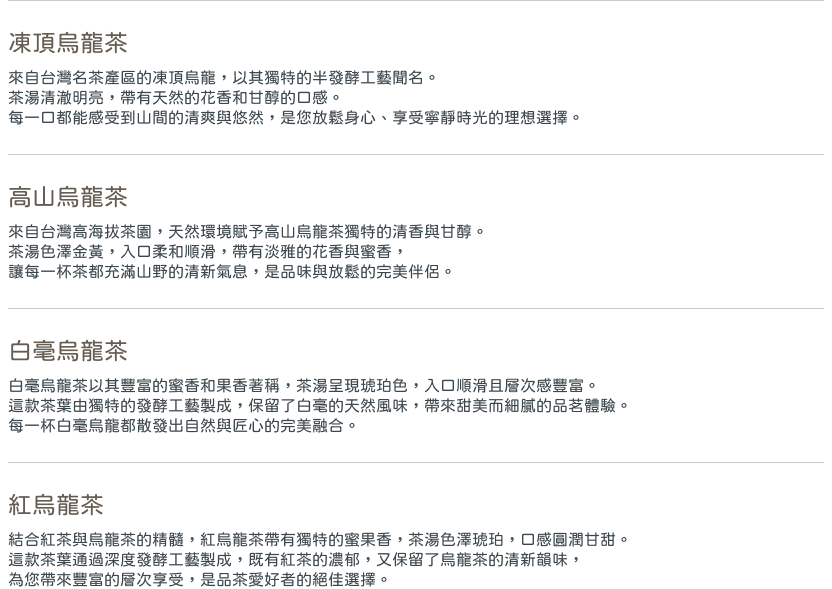 凍頂烏龍茶
來自台灣名茶產區的凍頂烏龍，以其獨特的半發酵工藝聞名。
茶湯清澈明亮，帶有天然的花香和甘醇的口感。
每一口都能感受到山間的清爽與悠然，是您放鬆身心、享受寧靜時光的理想選擇。
高山烏龍茶
來自台灣高海拔茶園，天然環境賦予高山烏龍茶獨特的清香與甘醇。
茶湯色澤金黃，入口柔和順滑，帶有淡雅的花香與蜜香，
讓每一杯茶都充滿山野的清新氣息，是品味與放鬆的完美伴侶。
白毫烏龍茶
白毫烏龍茶以其豐富的蜜香和果香著稱，茶湯呈現琥珀色，入口順滑且層次感豐富。
這款茶葉由獨特的發酵工藝製成，保留了白毫的天然風味，帶來甜美而細膩的品茗體驗。
每一杯白毫烏龍都散發出自然與匠心的完美融合。
紅烏龍茶
結合紅茶與烏龍茶的精髓，紅烏龍茶帶有獨特的蜜果香，茶湯色澤琥珀，口感圓潤甘甜。
這款茶葉通過深度發酵工藝製成，既有紅茶的濃郁，又保留了烏龍茶的清新韻味，
為您帶來豐富的層次享受，是品茶愛好者的絕佳選擇。